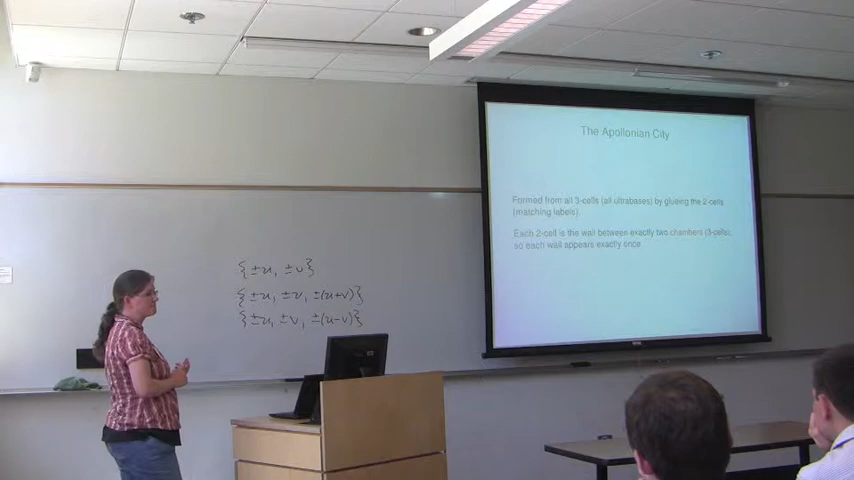 The Apollonian City
Formed from all 3-cells (all ultrabases) by glueing the 2-cells
(matching labels).
Each 2-cell is the wall between exactly two chambers (3-cells),
so each wall appears exactly once.
{±u, ±v}
{±u, ±v, ±(u+v)}
{±u, ±v, ±(u-v)}